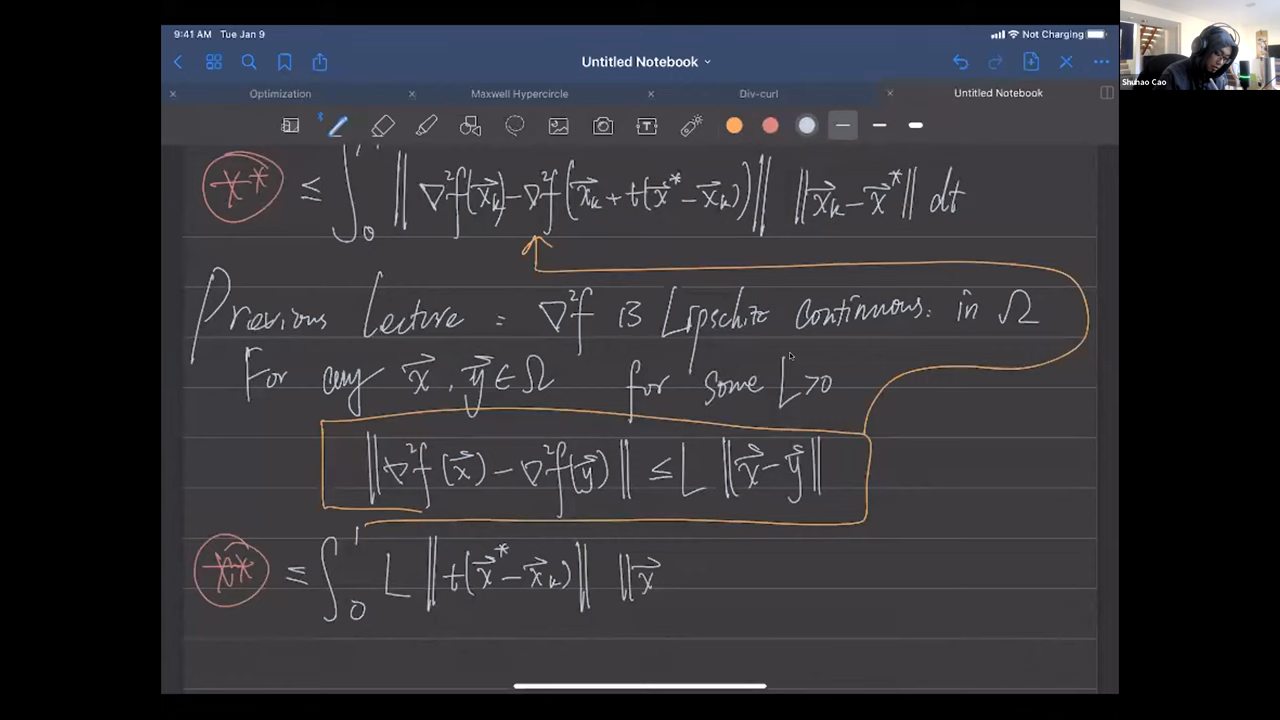 9:41 AM Tue Jan 9
Not Charging
Untitled Notebook
Optimization
Maxwell Hypercircle
Div-curl
Untitled Notebook
Shuhao Cao
** ≤ ∫₀¹ ‖∇²f(x⃗ₖ) - ∇²f(x⃗ₖ + t(x⃗* - x⃗ₖ))‖ ‖x⃗ₖ - x⃗*‖ dt
Previous Lecture : ∇²f is Lipschitz continuous. in Ω
For any x⃗, y⃗ ∈ Ω for some L>0
‖∇²f(x⃗) - ∇²f(y⃗)‖ ≤ L ‖x⃗ - y⃗‖
** ≤ ∫₀¹ L ‖t(x⃗* - x⃗ₖ)‖ ‖x⃗